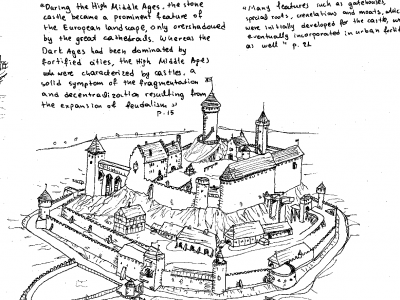 "During the High Middle Ages, the stone
castle became a prominent feature of
the European landscape, only overshadowed
by the great cathedrals. Whereas the
Dark Ages had been dominated by
fortified cities, the High Middle Ages
were characterized by castles, a
solid symbol of the fragmentation
and decentralization resulting from
the expansion of feudalism."
P.15
"Many features such as gatehouses,
special roofs, crenelations and moats, which
were initially developed for the castle, were
eventually incorporated in urban
as well" p. 21